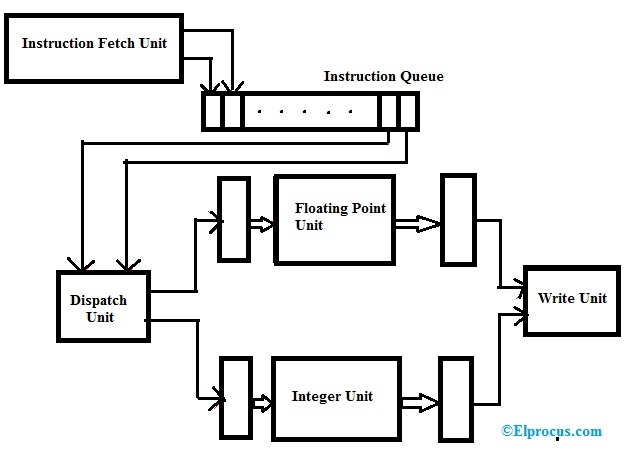 Instruction Fetch Unit
Instruction Queue
Floating Point
Unit
Dispatch
Unit
Write Unit
Integer Unit
©Elprocus.com